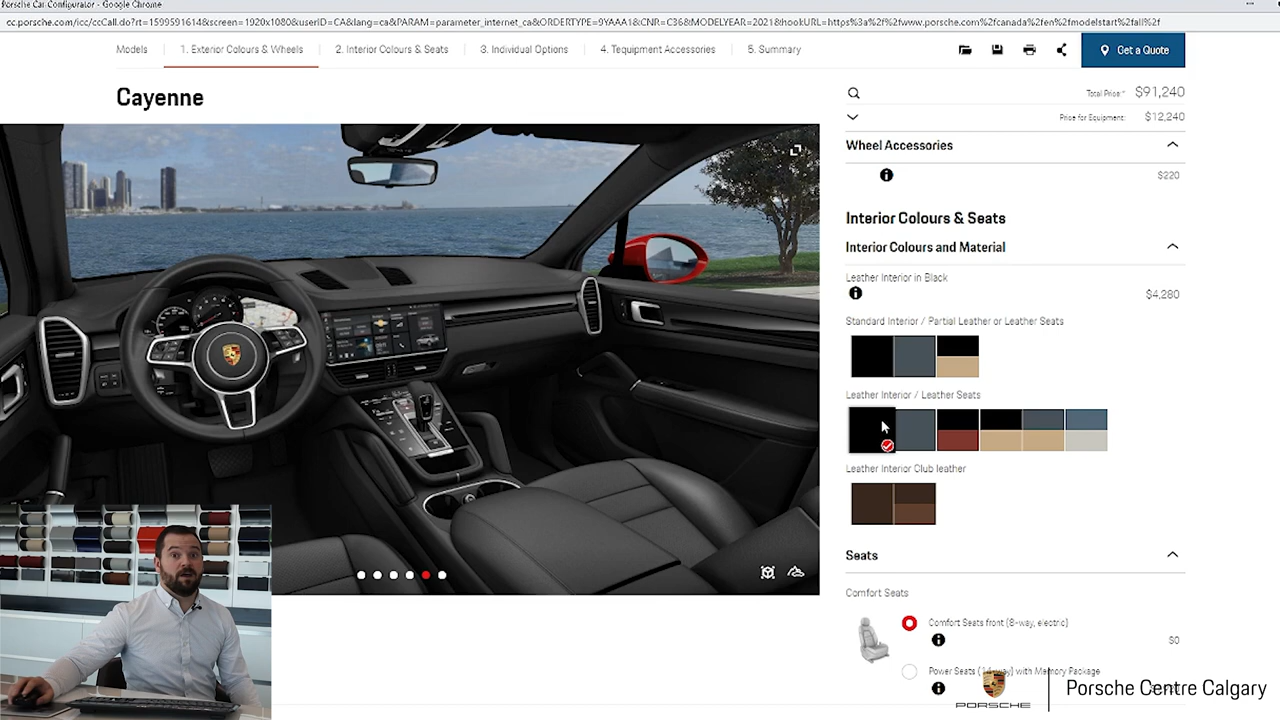 Porsche Car Configurator - Google Chrome
cc.porsche.com/icc/ccCall.do?rt=1599591614&screen=1920x1080&userID=CA&lang=ca&PARAM=parameter_internet_ca&ORDERTYPE=9YAAA1&CNR=C36&MODELYEAR=2021&hookURL=https%3a%2f%2fwww.porsche.com%2fcanada%2fen%2fmodelstart%2fall%2f
Models
1. Exterior Colours & Wheels
2. Interior Colours & Seats
3. Individual Options
4. Tequipment Accessories
5. Summary
Get a Quote
Cayenne
Total Price:* $91,240
Price for Equipment: $12,240
Wheel Accessories
$220
Interior Colours & Seats
Interior Colours and Material
Leather Interior in Black
$4,280
Standard Interior / Partial Leather or Leather Seats
Leather Interior / Leather Seats
Leather Interior Club leather
Seats
Comfort Seats
Comfort Seats front (8-way, electric)
$0
Power Seats (14-way) with Memory Package
PORSCHE
Porsche Centre Calgary